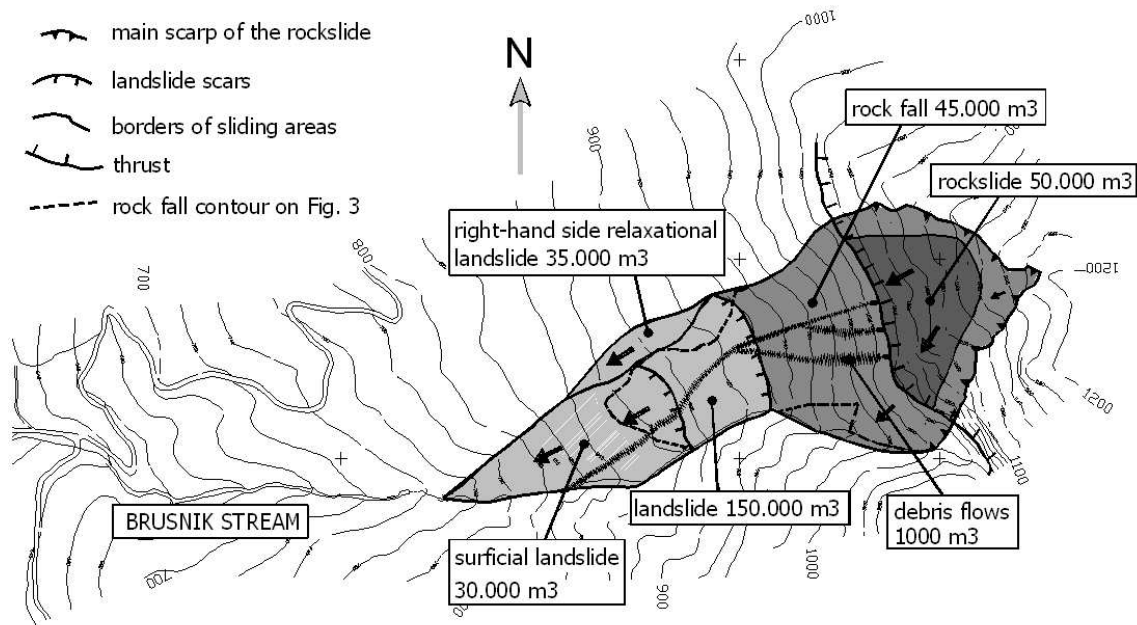 main scarp of the rockslide
landslide scars
borders of sliding areas
thrust
rock fall contour on Fig. 3
N
1000
900
rock fall 45.000 m3
rockslide 50.000 m3
right-hand side relaxational
landslide 35.000 m3
800
700
1200
1200
1100
BRUSNIK STREAM
landslide 150.000 m3
debris flows
1000 m3
surficial landslide
30.000 m3
1000
900
700